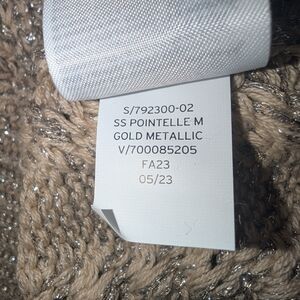 S/792300-02
SS POINTELLE M
GOLD METALLIC
V/700085205
FA23
05/23